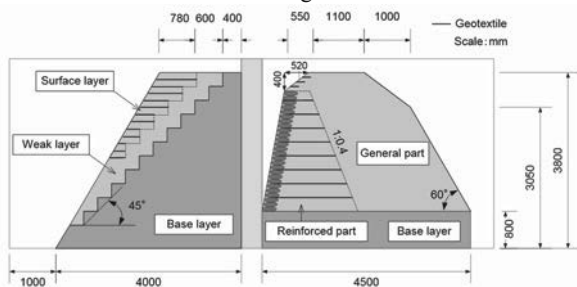 780 600 400
550 1100 1000
Geotextile
Scale: mm
520
400
Surface layer
Weak layer
1:0.4
General part
45°
60°
Base layer
Reinforced part
Base layer
3050
3800
800
1000
4000
4500